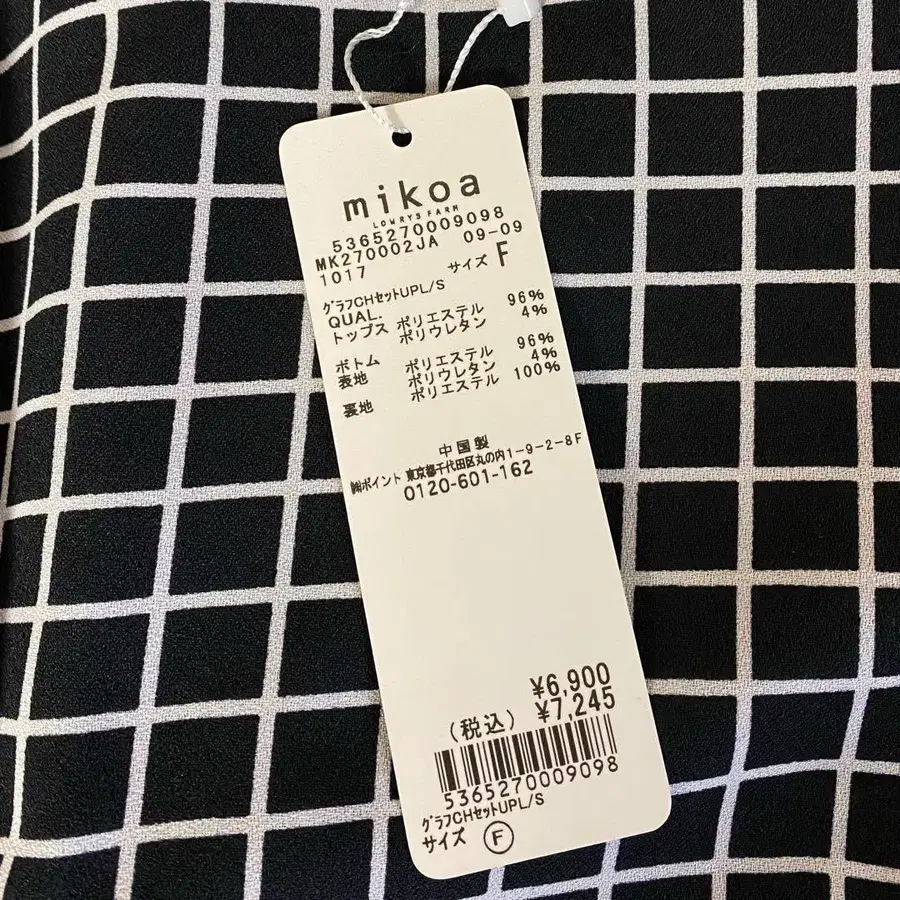 mikoa
LOWRYS FARM
5365270009098
MK270002JA 09-09
1017 サイズ F
グラフCHセットUPL/S
QUAL.
トップス ポリエステル 96%
ポリウレタン 4%
ボトム ポリエステル 96%
表地 ポリウレタン 4%
裏地 ポリエステル 100%
中国製
㈱ポイント 東京都千代田区丸の内1-9-2-8F
0120-601-162
¥6,900
(税込) ¥7,245
5365270009098
グラフCHセットUPL/S
サイズ Ⓕ